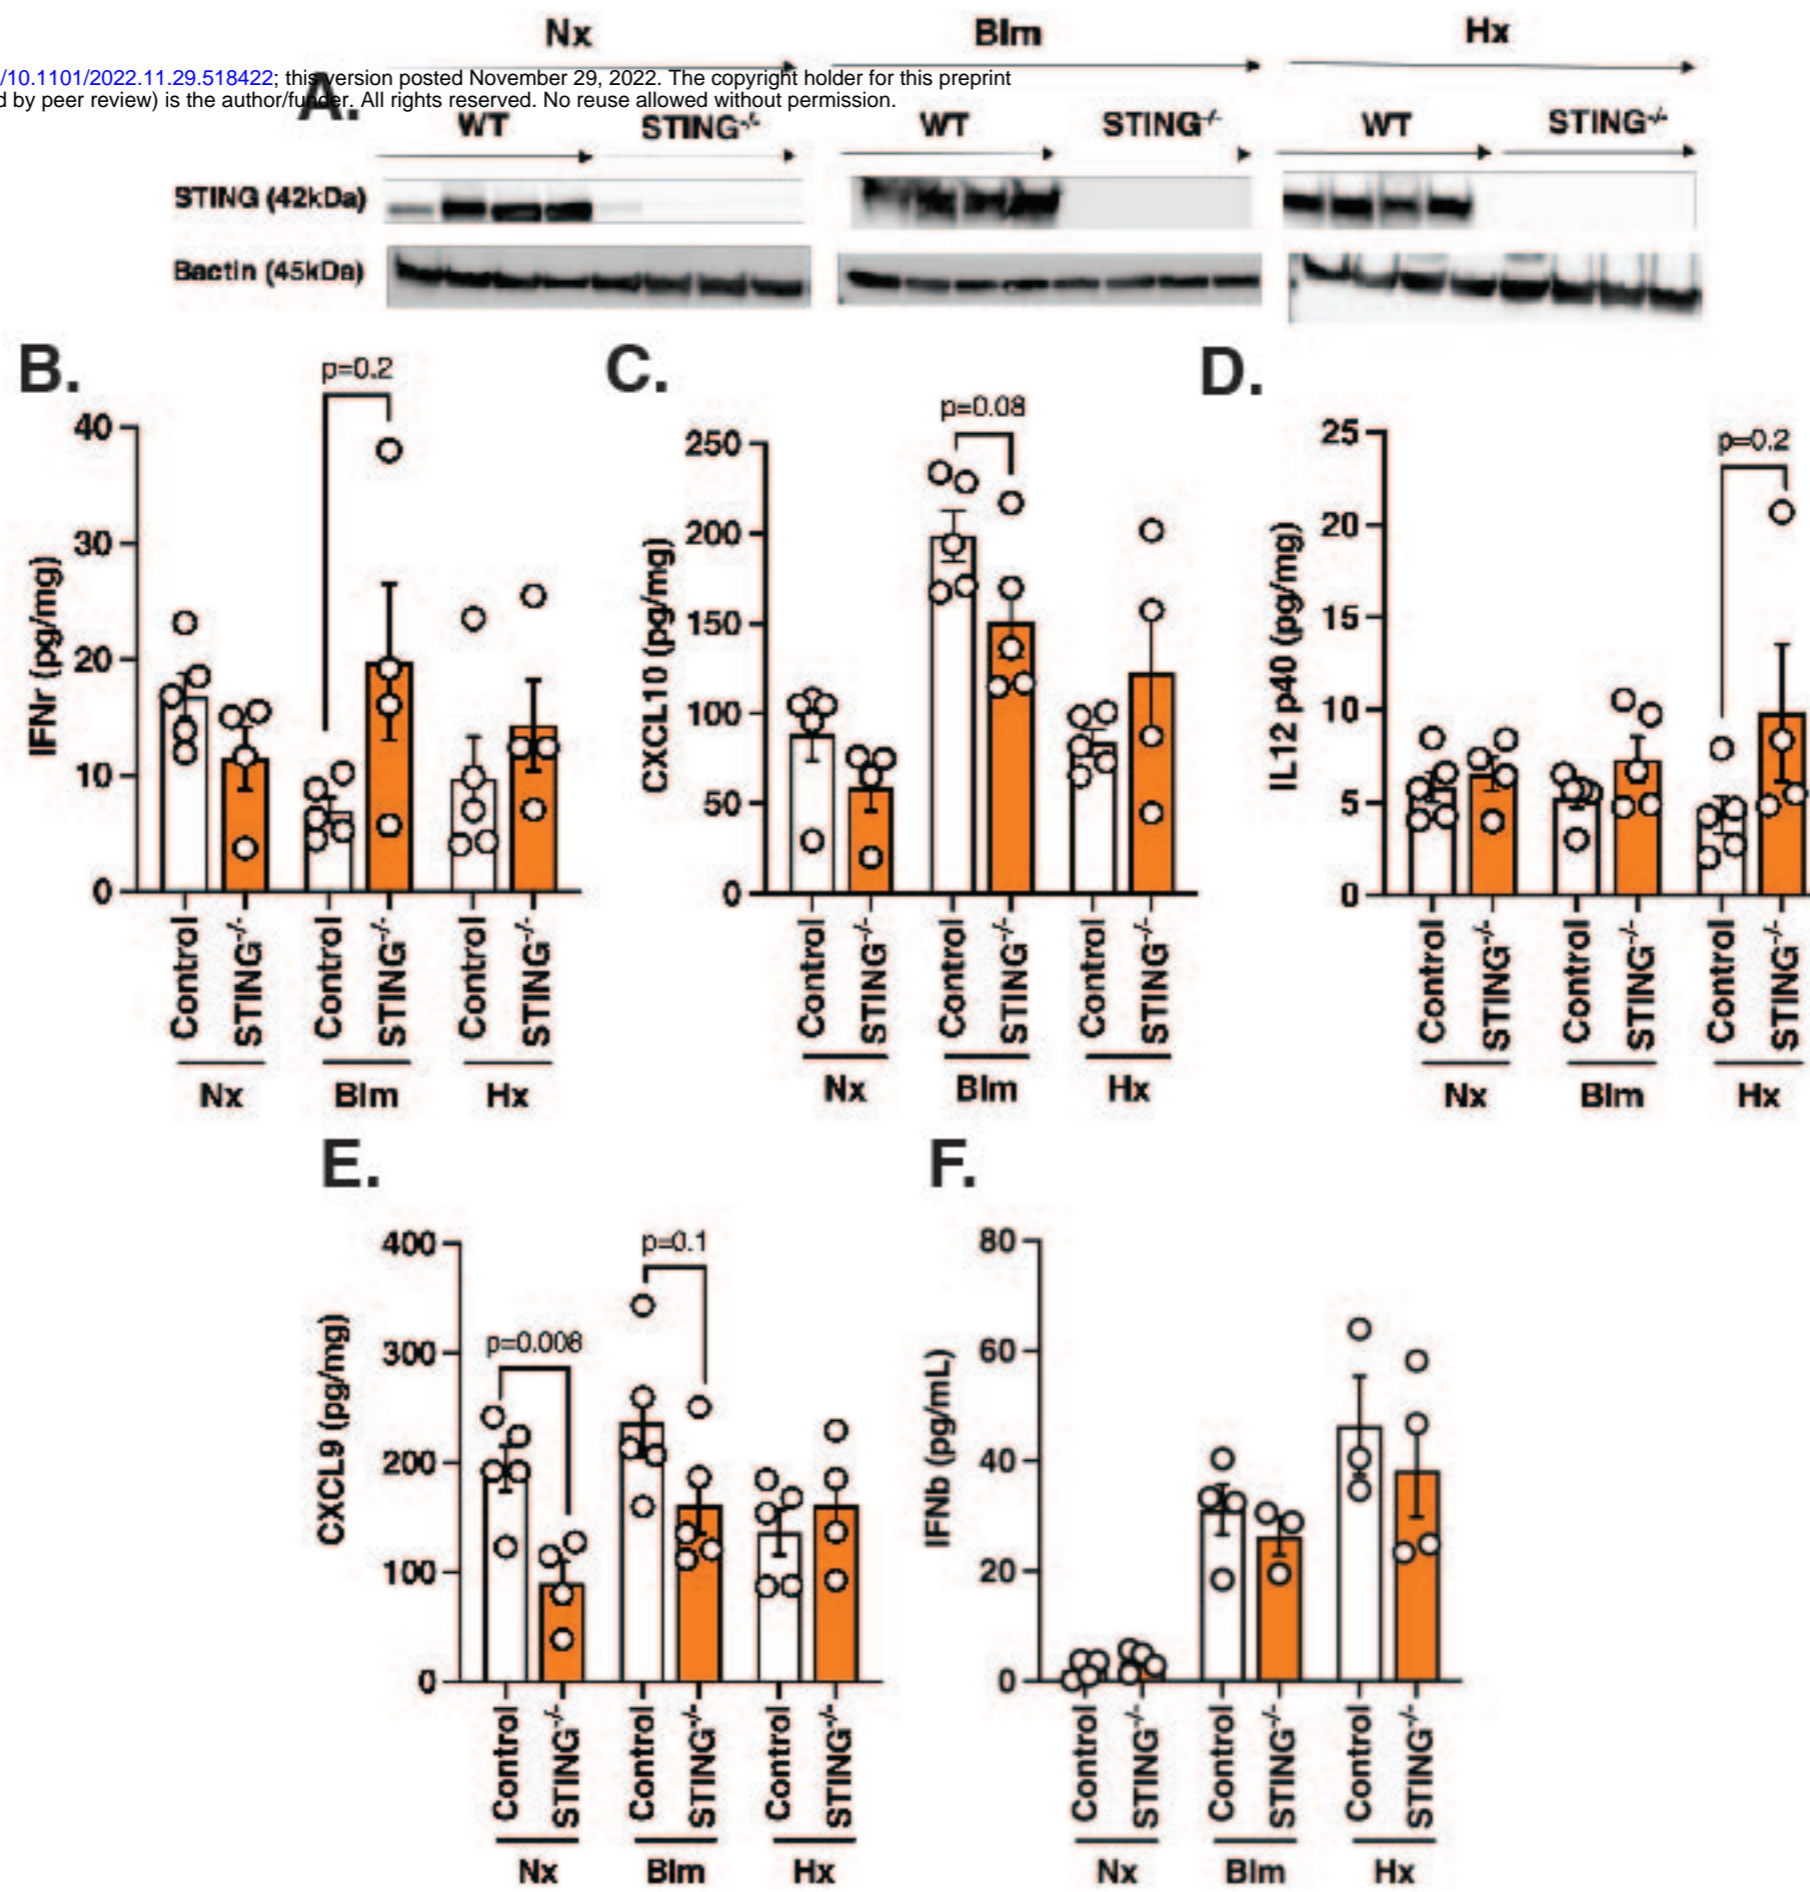 Nx Blm Hx
/10.1101/2022.11.29.518422; this version posted November 29, 2022. The copyright holder for this preprint
d by peer review) is the author/funder. All rights reserved. No reuse allowed without permission.
A.
WT STING-/- WT STING-/- WT STING-/-
STING (42kDa)
Bactin (45kDa)
B.
p=0.2
IFNr (pg/mg)
40
30
20
10
0
Control STING-/- Control STING-/- Control STING-/-
Nx Blm Hx
C.
p=0.08
CXCL10 (pg/mg)
250
200
150
100
50
0
Control STING-/- Control STING-/- Control STING-/-
Nx Blm Hx
D.
p=0.2
IL12 p40 (pg/mg)
25
20
15
10
5
0
Control STING-/- Control STING-/- Control STING-/-
Nx Blm Hx
E.
p=0.008
p=0.1
CXCL9 (pg/mg)
400
300
200
100
0
Control STING-/- Control STING-/- Control STING-/-
Nx Blm Hx
F.
IFNb (pg/mL)
80
60
40
20
0
Control STING-/- Control STING-/- Control STING-/-
Nx Blm Hx